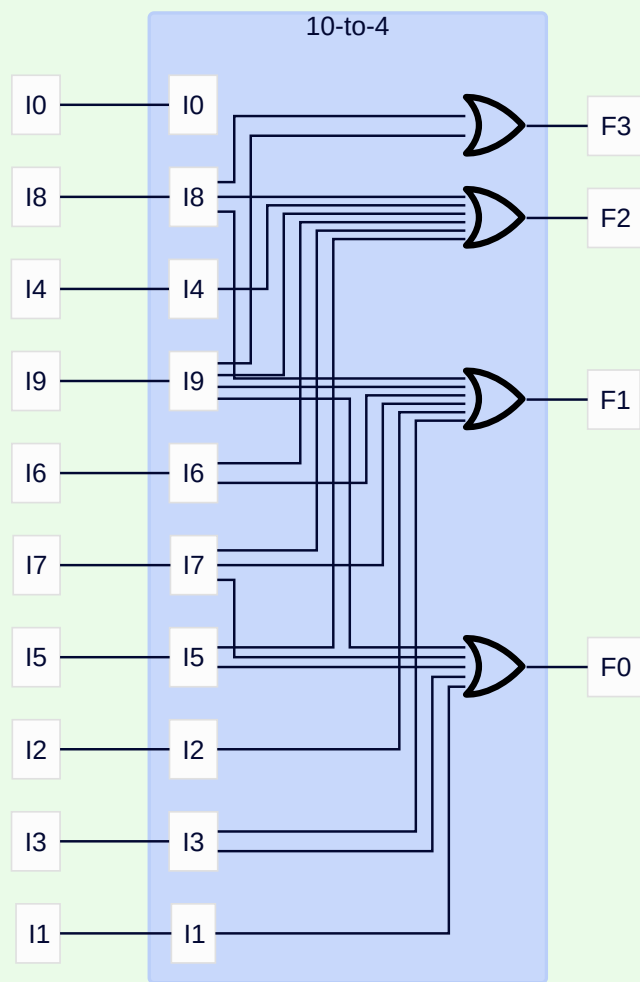 10-to-4
I0 I0 F3
I8 I8 F2
I4 I4
I9 I9 F1
I6 I6
I7 I7
I5 I5 F0
I2 I2
I3 I3
I1 I1